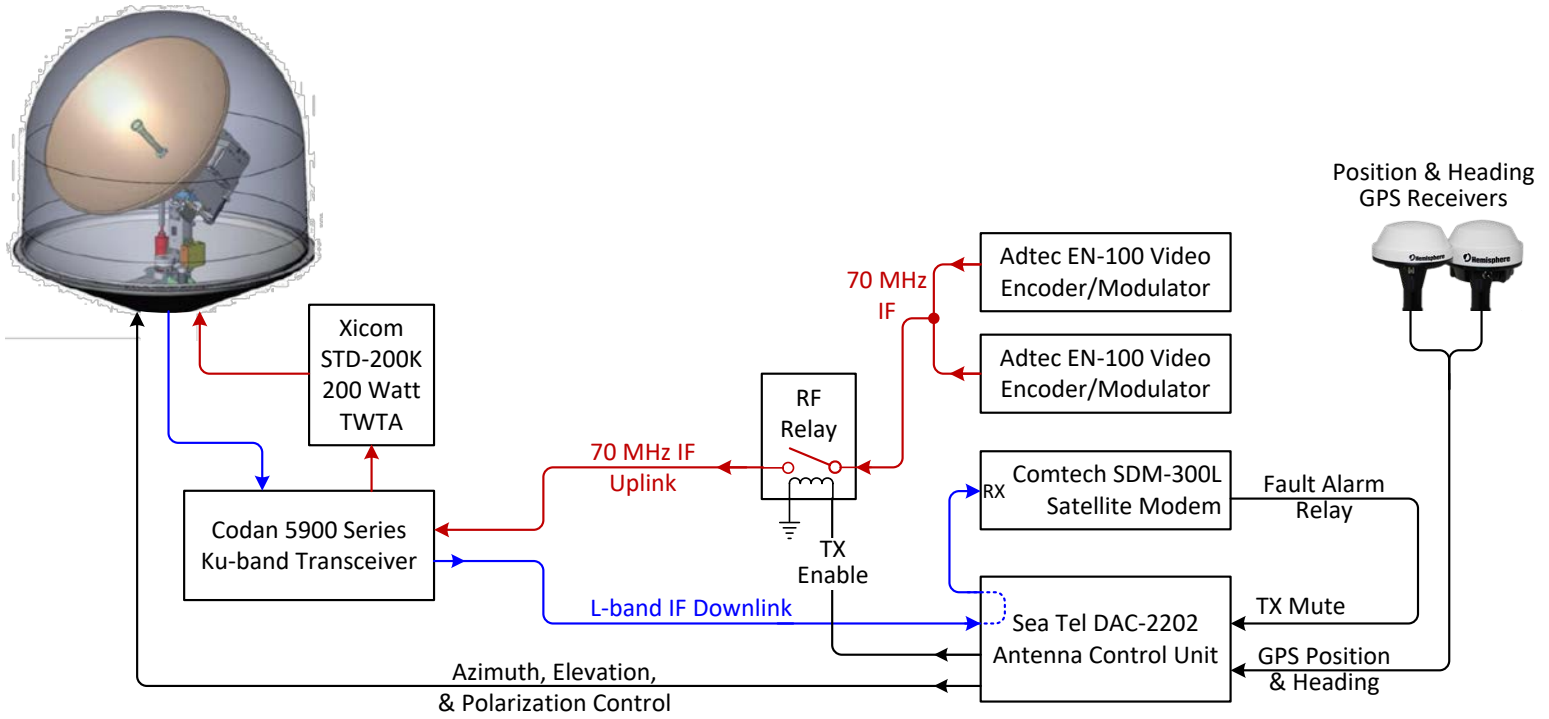 Position & Heading
GPS Receivers
Hemisphere
Hemisphere
Adtec EN-100 Video
Encoder/Modulator
70 MHz
IF
Adtec EN-100 Video
Encoder/Modulator
Xicom
STD-200K
200 Watt
TWTA
RF
Relay
70 MHz IF
Uplink
RX
Comtech SDM-300L
Satellite Modem
Fault Alarm
Relay
Codan 5900 Series
Ku-band Transceiver
TX
Enable
L-band IF Downlink
Sea Tel DAC-2202
Antenna Control Unit
TX Mute
GPS Position
& Heading
Azimuth, Elevation,
& Polarization Control